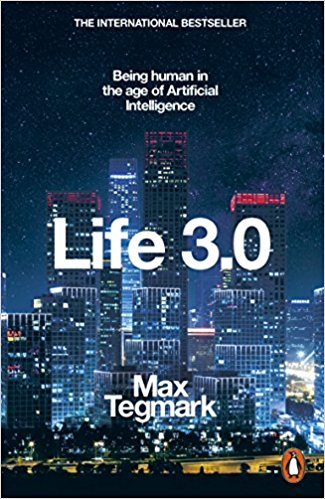 THE INTERNATIONAL BESTSELLER
Being human in
the age of Artificial
Intelligence
Life 3.0
Max
Tegmark